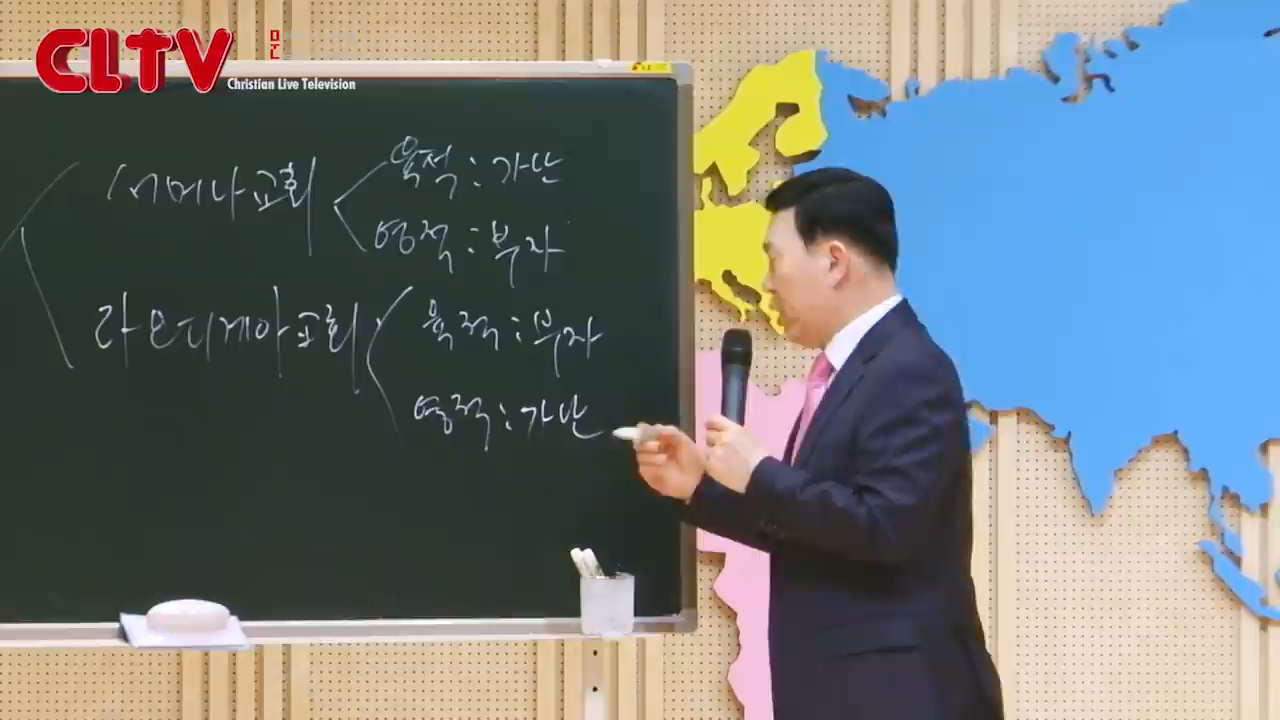 CLTV
Christian Live Television
서머나교회
육적 : 가난
영적 : 부자
라오디게아교회
육적 : 부자
영적 : 가난